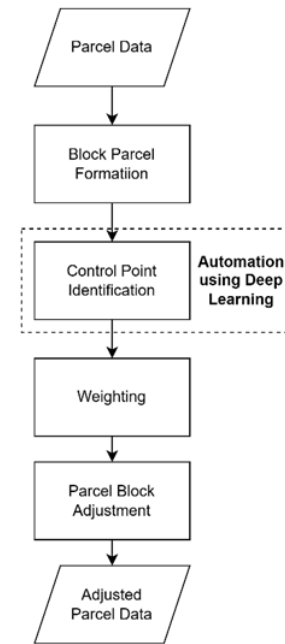 Parcel Data
Block Parcel
Formatiion
Control Point
Identification
Automation
using Deep
Learning
Weighting
Parcel Block
Adjustment
Adjusted
Parcel Data